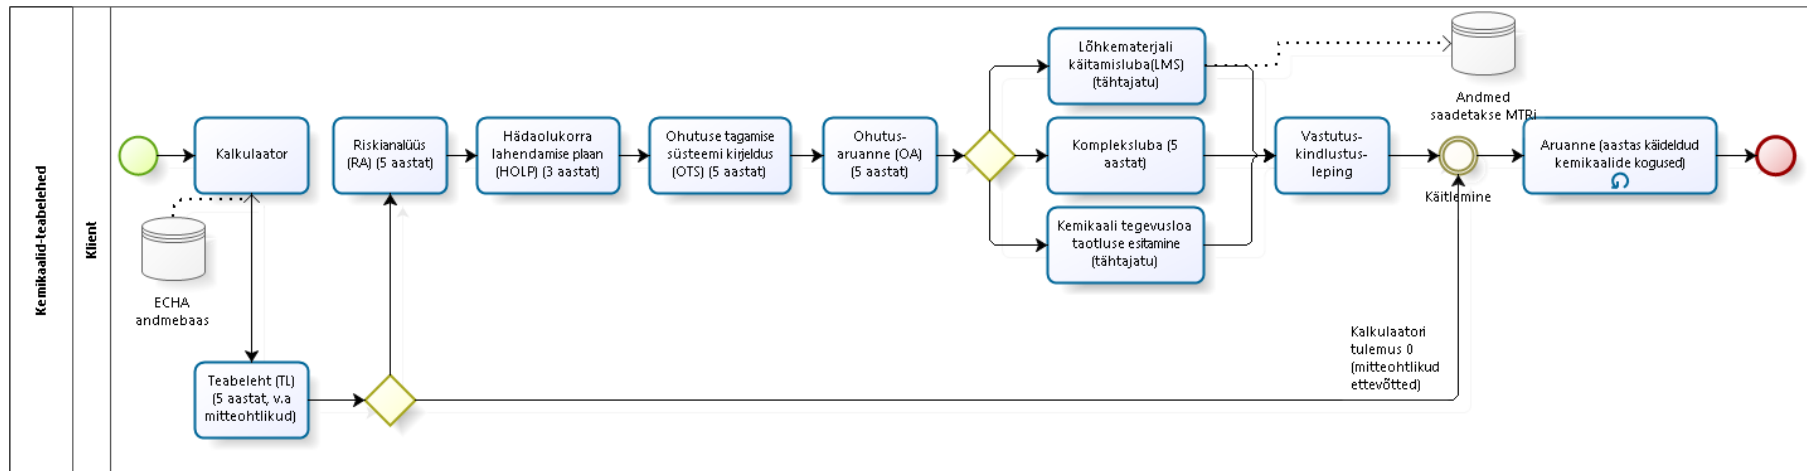 Kemikaalid-teabelehed
Klient
Kalkulaator
ECHA
andmebaas
Teabeleht (TL)
(5 aastat, v.a
mitteohtlikud)
Riskianalüüs
(RA) (5 aastat)
Hädaolukorra
lahendamise plaan
(HOLP) (3 aastat)
Ohutuse tagamise
süsteemi kirjeldus
(OTS) (5 aastat)
Ohutus-
aruanne (OA)
(5 aastat)
Lõhkematerjali
käitamisluba(LMS)
(tähtajatu)
Kompleksluba (5
aastat)
Kemikaali tegevusloa
taotluse esitamine
(tähtajatu)
Andmed
saadetakse MTRi
Vastutus-
kindlustus-
leping
Käitlemine
Aruanne (aastas käideldud
kemikaalide kogused)
Kalkulaatori
tulemus 0
(mitteohtlikud
ettevõtted)